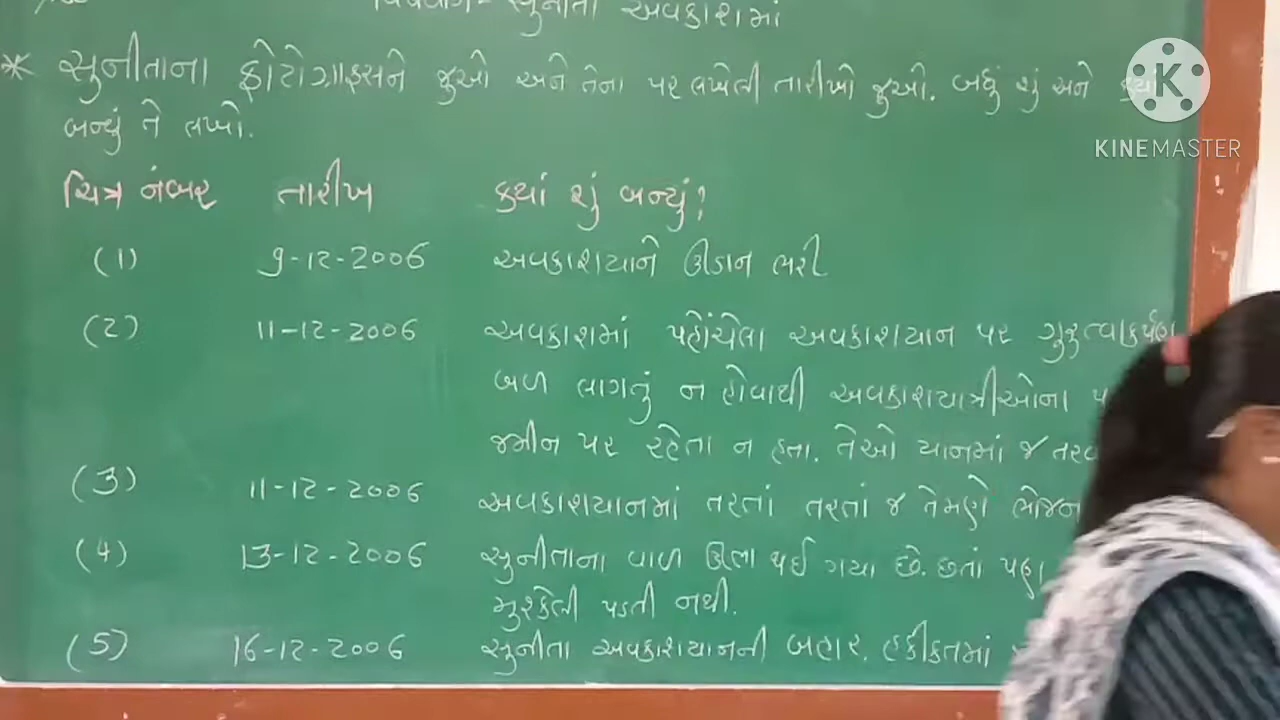 સુનીતા અવકાશમાં
* સુનીતાના ફોટોગ્રાફસને જુઓ અને તેના પર લખેલી તારીખો જુઓ. બધું શું અને ક્યાં
બન્યું તે લખો.
ચિત્ર નંબર તારીખ ક્યાં શું બન્યું?
(1) 9-12-2006 અવકાશયાને ઊડાન ભરી
(2) 11-12-2006 અવકાશમાં પહોંચેલા અવકાશયાન પર ગુરુત્વાકર્ષણ
બળ લાગતું ન હોવાથી અવકાશયાત્રીઓના
જમીન પર રહેતા ન હતા. તેઓ યાનમાં જ
(3) 11-12-2006 અવકાશયાનમાં તરતાં તરતાં જ તેમણે ભોજન
(4) 13-12-2006 સુનીતાના વાળ ઊભા થઈ ગયા છે. છતાં પણ
મુશ્કેલી પડતી નથી.
(5) 16-12-2006 સુનીતા અવકાશયાનની બહાર. હકીકતમાં
KINEMASTER